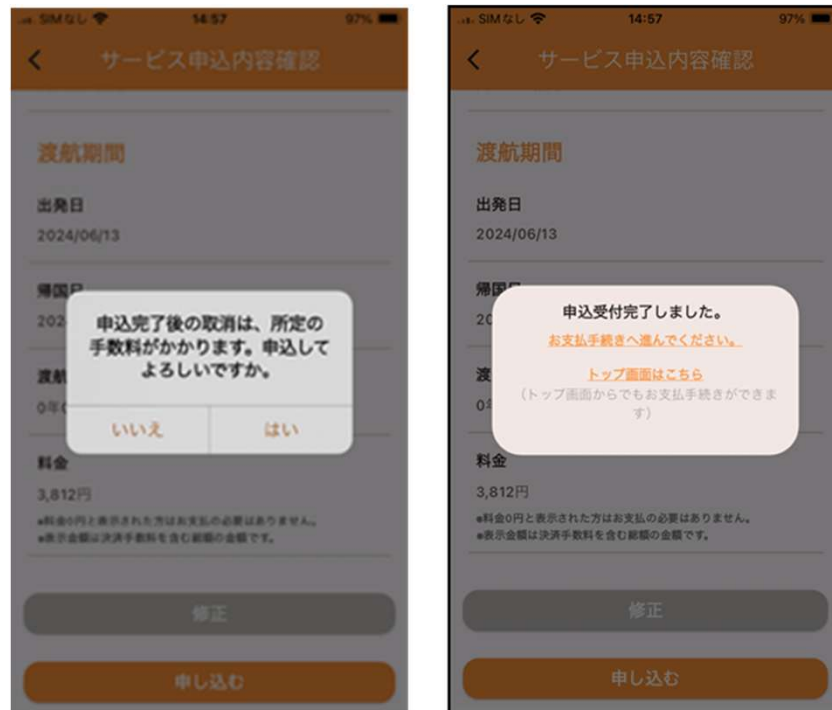 SIMなし 14:57 97%
サービス申込内容確認
渡航期間
出発日
2024/06/13
帰国
202
申込完了後の取消は、所定の
手数料がかかります。申込して
よろしいですか。
いいえ はい
渡航
0年
料金
3,812円
※料金0円と表示された方はお支払の必要はありません。
※表示金額は決済手数料を含む総額の金額です。
修正
申し込む
SIMなし 14:57 97%
サービス申込内容確認
渡航期間
出発日
2024/06/13
帰国
20
申込受付完了しました。
お支払手続きへ進んでください。
トップ画面はこちら
（トップ画面からでもお支払手続きができま
す）
渡
0年
料金
3,812円
※料金0円と表示された方はお支払の必要はありません。
※表示金額は決済手数料を含む総額の金額です。
修正
申し込む